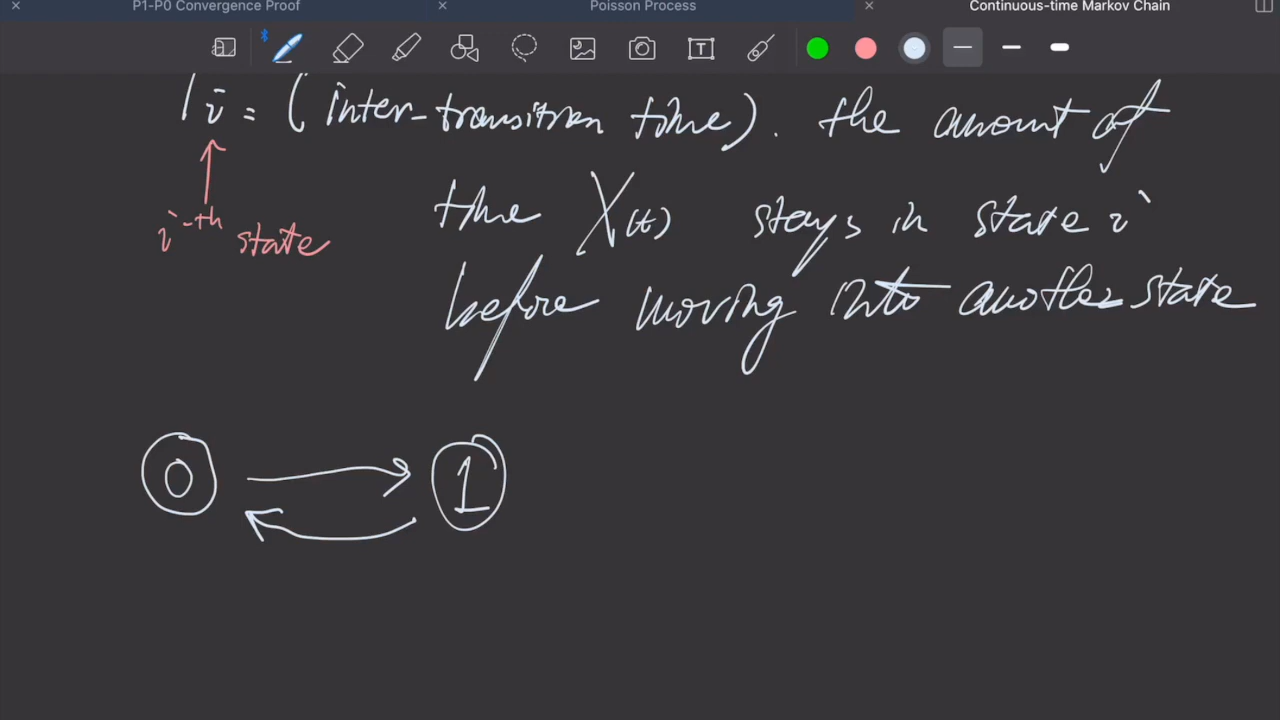 P1-P0 Convergence Proof
Poisson Process
Continuous-time Markov Chain
Ti = (inter-transition time). the amount of
i-th state
time X(t) stays in state i
before moving into another state
0 1